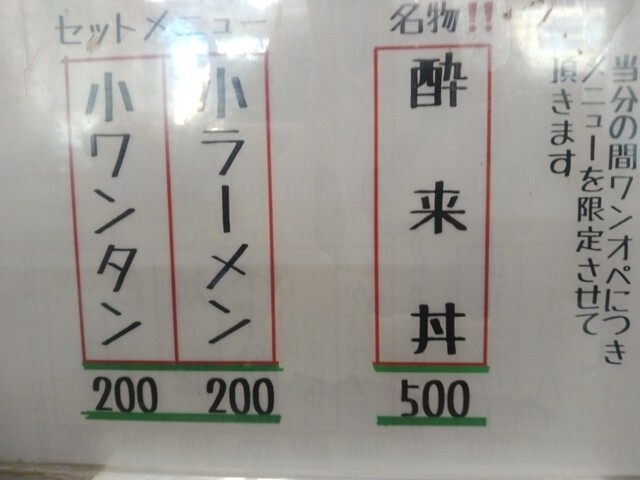 当分の間ワンオペにつき
メニューを限定させて
頂きます
名物!!
酔来丼
500
セットメニュー
小ラーメン
200
小ワンタン
200